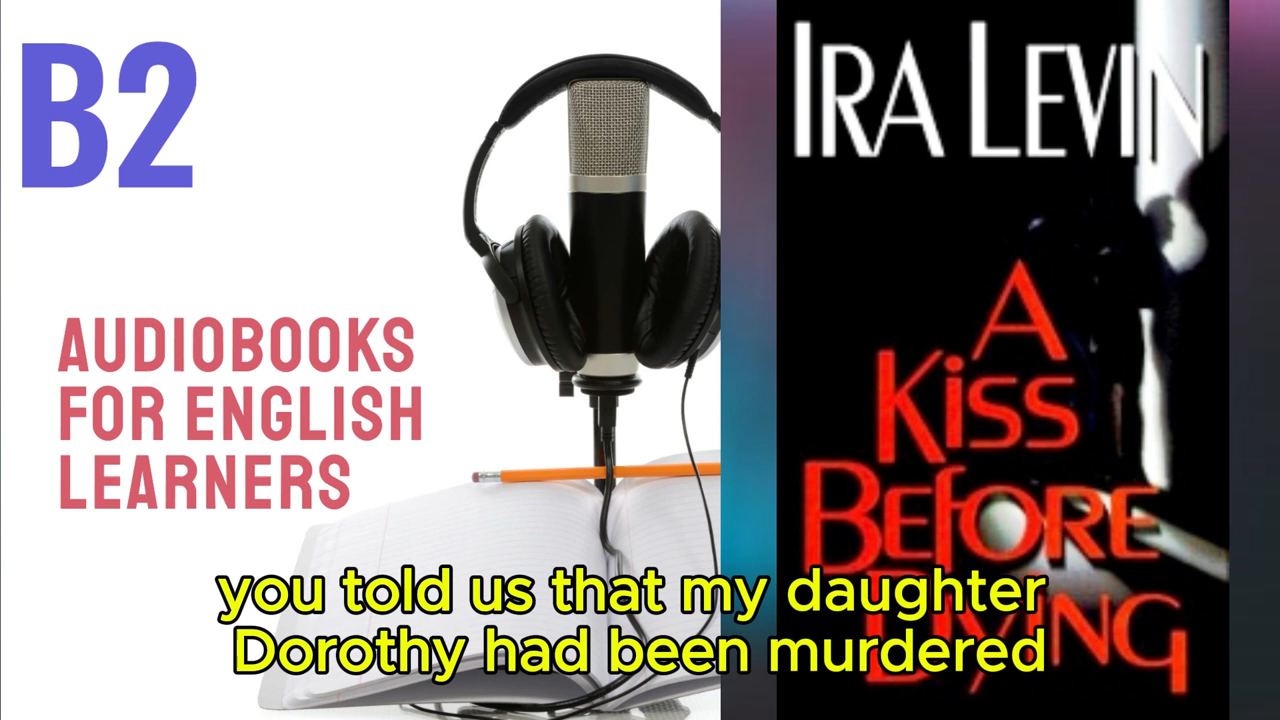 B2
AUDIOBOOKS
FOR ENGLISH
LEARNERS
IRA LEVIN
A
KISS
BEFORE
DYING
you told us that my daughter
Dorothy had been murdered